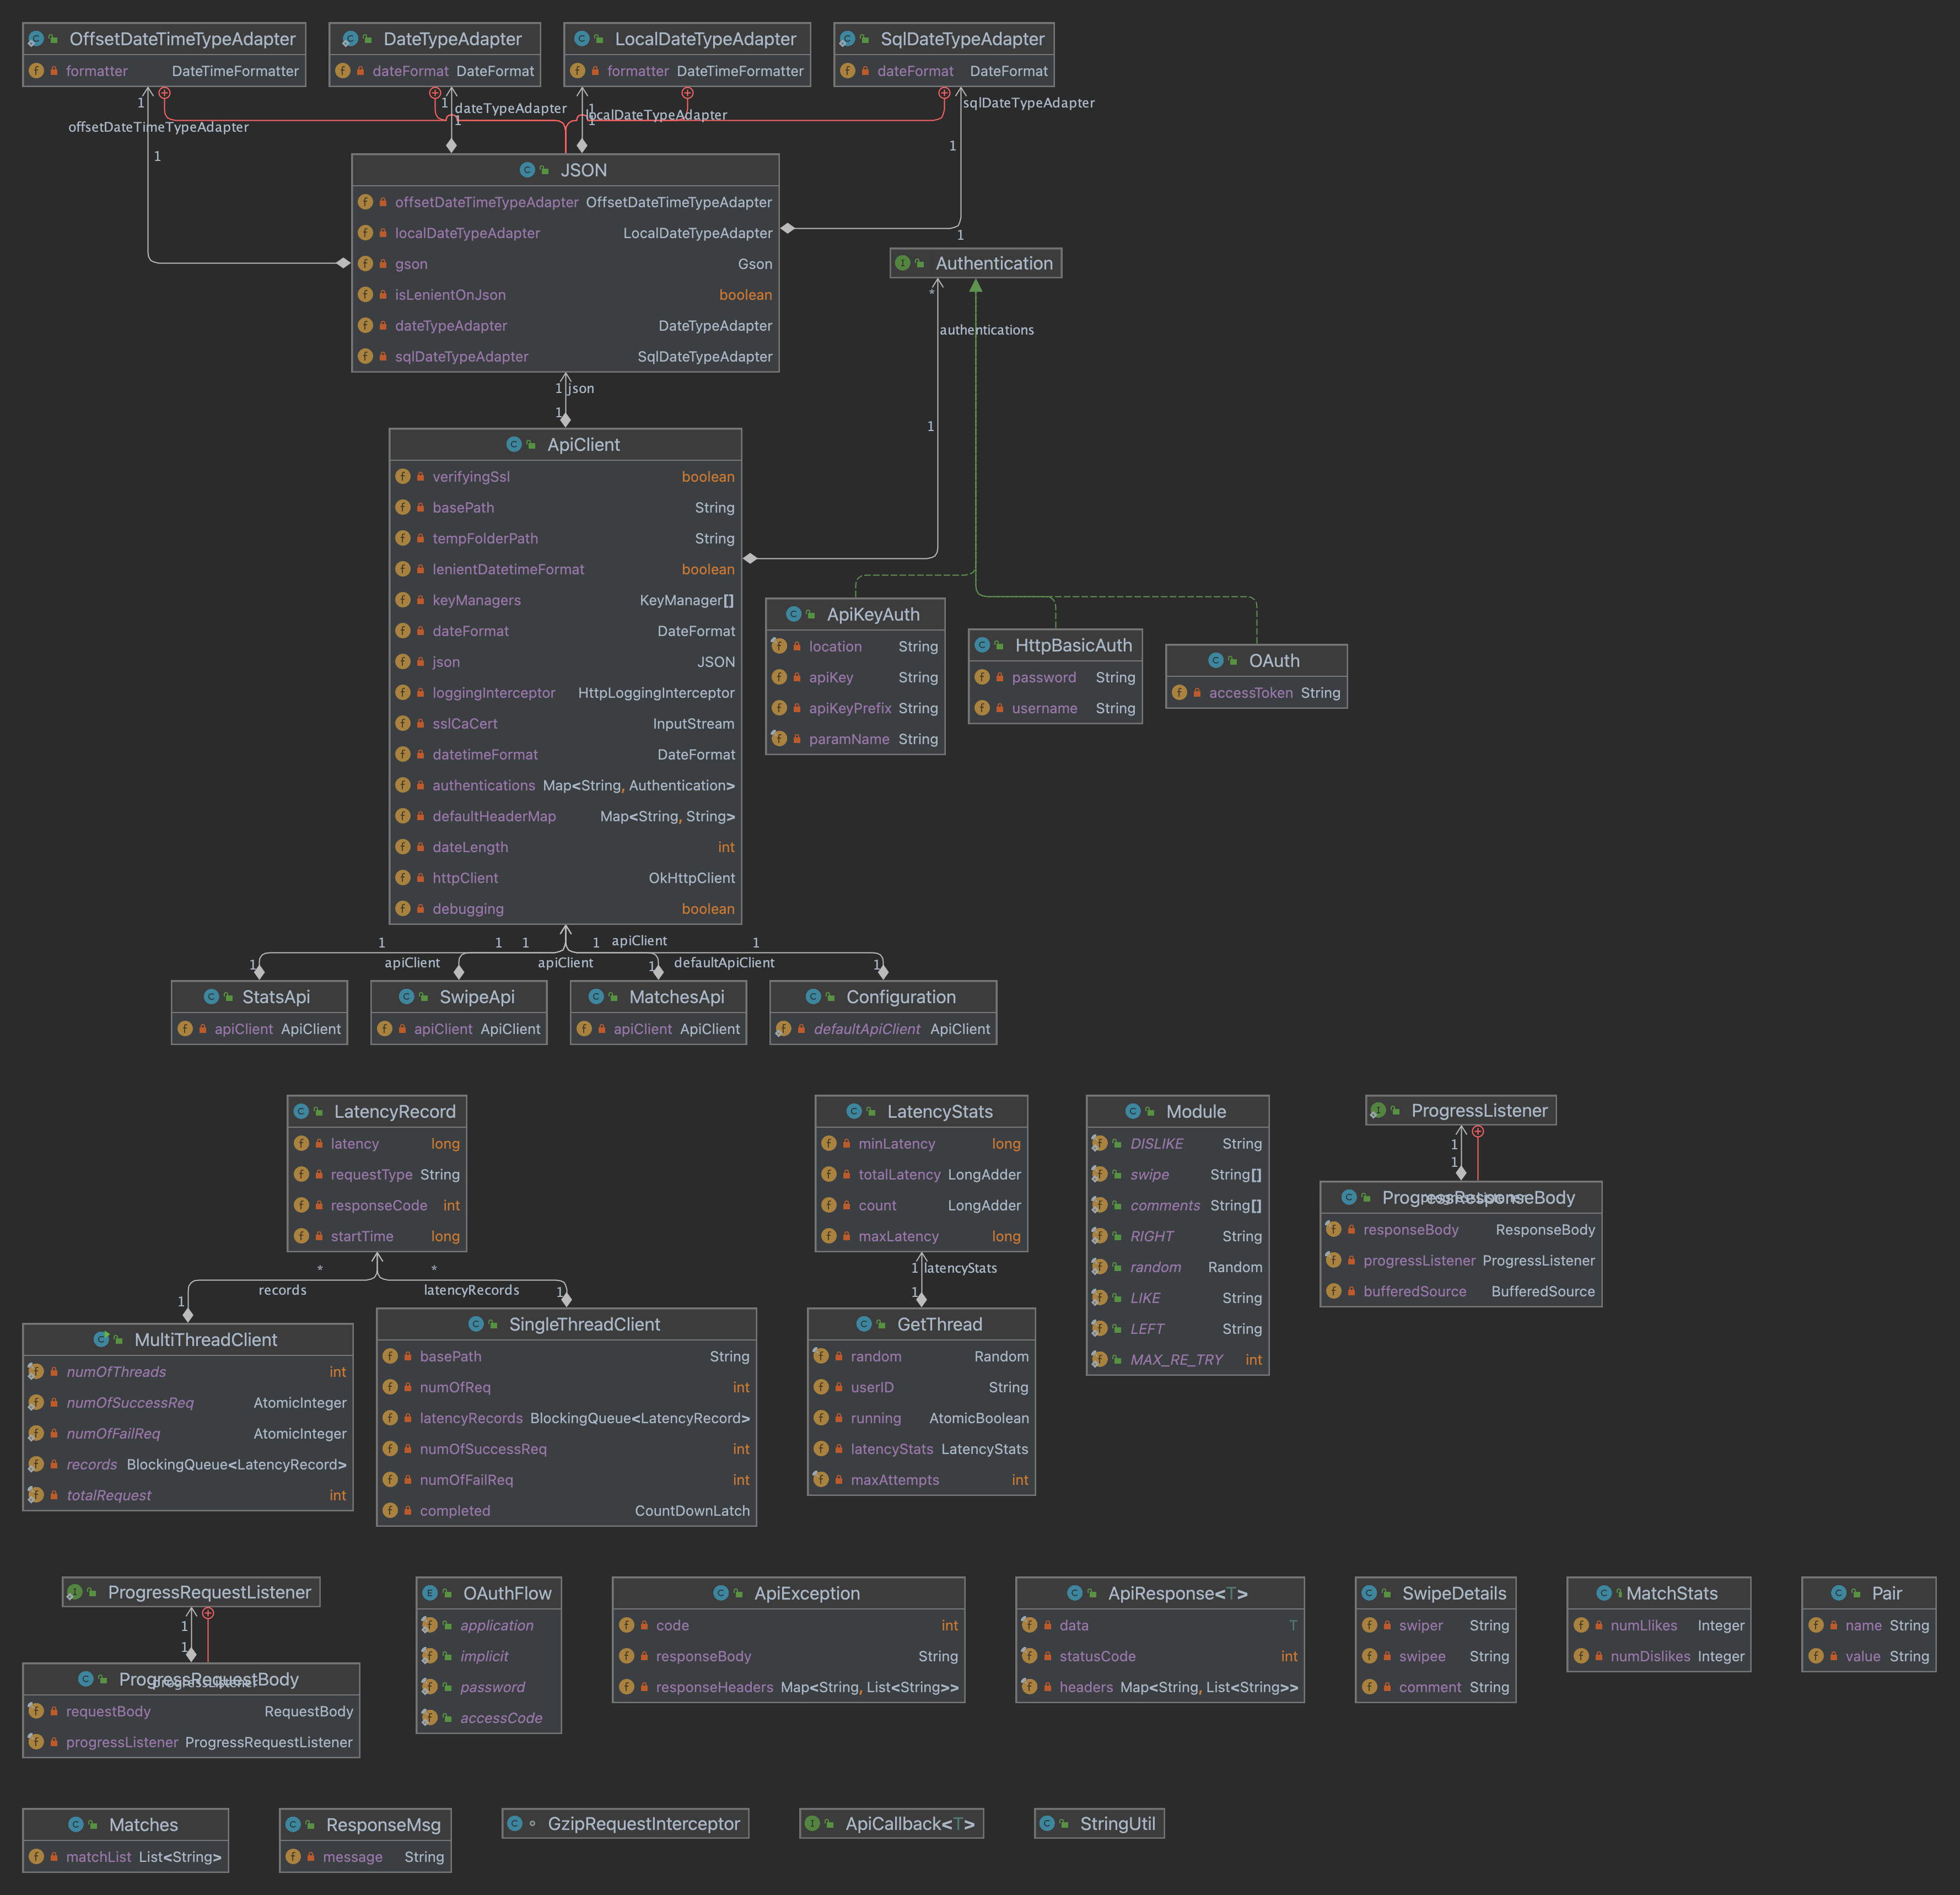 OffsetDateTimeTypeAdapter
formatter DateTimeFormatter
DateTypeAdapter
dateFormat DateFormat
LocalDateTypeAdapter
formatter DateTimeFormatter
SqlDateTypeAdapter
dateFormat DateFormat
1
offsetDateTimeTypeAdapter
1
1
dateTypeAdapter
1
1
localDateTypeAdapter
1
sqlDateTypeAdapter
1
1
JSON
offsetDateTimeTypeAdapter OffsetDateTimeTypeAdapter
localDateTypeAdapter LocalDateTypeAdapter
gson Gson
isLenientOnJson boolean
dateTypeAdapter DateTypeAdapter
sqlDateTypeAdapter SqlDateTypeAdapter
Authentication
*
authentications
1
1 json
1
ApiClient
verifyingSsl boolean
basePath String
tempFolderPath String
lenientDatetimeFormat boolean
keyManagers KeyManager[]
dateFormat DateFormat
json JSON
loggingInterceptor HttpLoggingInterceptor
sslCaCert InputStream
datetimeFormat DateFormat
authentications Map<String, Authentication>
defaultHeaderMap Map<String, String>
dateLength int
httpClient OkHttpClient
debugging boolean
ApiKeyAuth
location String
apiKey String
apiKeyPrefix String
paramName String
HttpBasicAuth
password String
username String
OAuth
accessToken String
1 1 1 1 apiClient 1
1 apiClient apiClient 1 defaultApiClient 1
StatsApi
apiClient ApiClient
SwipeApi
apiClient ApiClient
MatchesApi
apiClient ApiClient
Configuration
defaultApiClient ApiClient
LatencyRecord
latency long
requestType String
responseCode int
startTime long
LatencyStats
minLatency long
totalLatency LongAdder
count LongAdder
maxLatency long
Module
DISLIKE String
swipe String[]
comments String[]
RIGHT String
random Random
LIKE String
LEFT String
MAX_RE_TRY int
ProgressListener
1
1
ProgressResponseBody
progressListener
responseBody ResponseBody
progressListener ProgressListener
bufferedSource BufferedSource
* *
records latencyRecords
1 1
1 latencyStats
1
MultiThreadClient
numOfThreads int
numOfSuccessReq AtomicInteger
numOfFailReq AtomicInteger
records BlockingQueue<LatencyRecord>
totalRequest int
SingleThreadClient
basePath String
numOfReq int
latencyRecords BlockingQueue<LatencyRecord>
numOfSuccessReq int
numOfFailReq int
completed CountDownLatch
GetThread
random Random
userID String
running AtomicBoolean
latencyStats LatencyStats
maxAttempts int
ProgressRequestListener
1
1
ProgressRequestBody
progressListener
requestBody RequestBody
progressListener ProgressRequestListener
OAuthFlow
application
implicit
password
accessCode
ApiException
code int
responseBody String
responseHeaders Map<String, List<String>>
ApiResponse<T>
data T
statusCode int
headers Map<String, List<String>>
SwipeDetails
swiper String
swipee String
comment String
MatchStats
numLlikes Integer
numDislikes Integer
Pair
name String
value String
Matches
matchList List<String>
ResponseMsg
message String
GzipRequestInterceptor
ApiCallback<T>
StringUtil